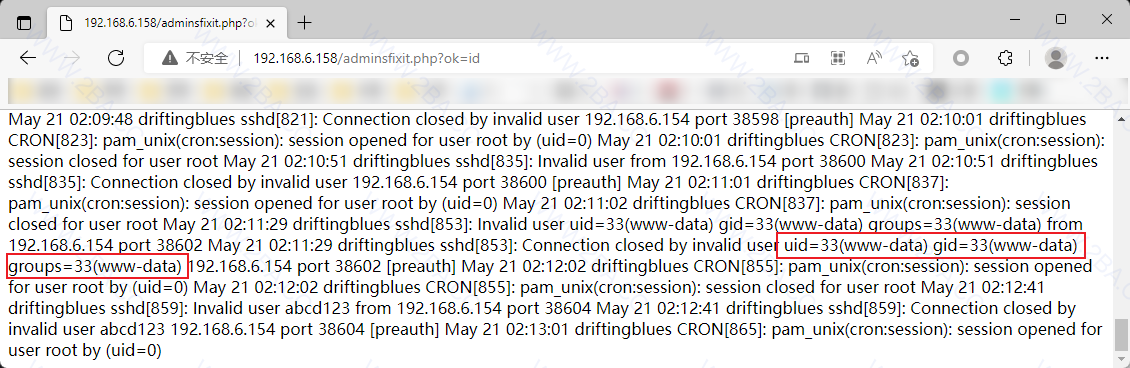 192.168.6.158/adminsfixit.php?ok
不安全 192.168.6.158/adminsfixit.php?ok=id
May 21 02:09:48 driftingblues sshd[821]: Connection closed by invalid user 192.168.6.154 port 38598 [preauth] May 21 02:10:01 driftingblues
CRON[823]: pam_unix(cron:session): session opened for user root by (uid=0) May 21 02:10:01 driftingblues CRON[823]: pam_unix(cron:session):
session closed for user root May 21 02:10:51 driftingblues sshd[835]: Invalid user from 192.168.6.154 port 38600 May 21 02:10:51 driftingblues
sshd[835]: Connection closed by invalid user 192.168.6.154 port 38600 [preauth] May 21 02:11:01 driftingblues CRON[837]:
pam_unix(cron:session): session opened for user root by (uid=0) May 21 02:11:02 driftingblues CRON[837]: pam_unix(cron:session): session
closed for user root May 21 02:11:29 driftingblues sshd[853]: Invalid user uid=33(www-data) gid=33(www-data) groups=33(www-data) from
192.168.6.154 port 38602 May 21 02:11:29 driftingblues sshd[853]: Connection closed by invalid user uid=33(www-data) gid=33(www-data)
groups=33(www-data) 192.168.6.154 port 38602 [preauth] May 21 02:12:02 driftingblues CRON[855]: pam_unix(cron:session): session opened
for user root by (uid=0) May 21 02:12:02 driftingblues CRON[855]: pam_unix(cron:session): session closed for user root May 21 02:12:41
driftingblues sshd[859]: Invalid user abcd123 from 192.168.6.154 port 38604 May 21 02:12:41 driftingblues sshd[859]: Connection closed by
invalid user abcd123 192.168.6.154 port 38604 [preauth] May 21 02:13:01 driftingblues CRON[865]: pam_unix(cron:session): session opened for
user root by (uid=0)